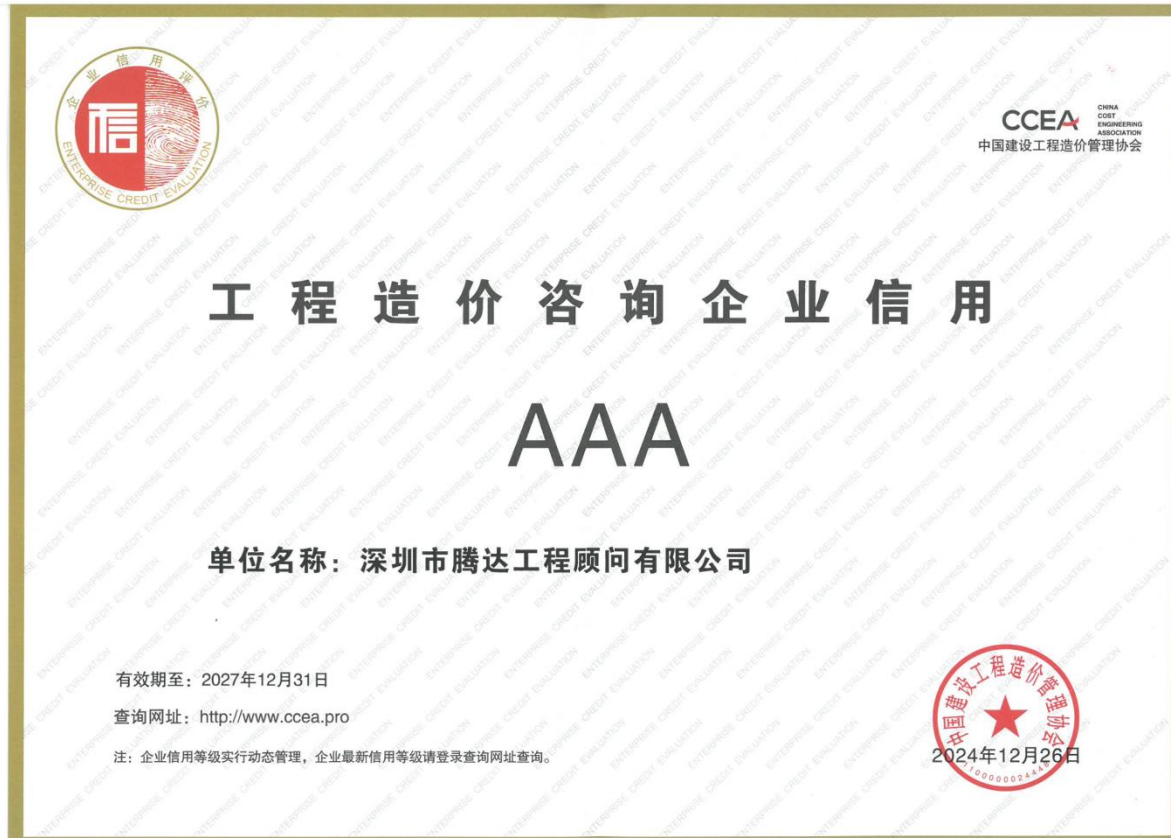 企业信用评价
ENTERPRISE CREDIT EVALUATION
CCEA
CHINA
COST
ENGINEERING
ASSOCIATION
中国建设工程造价管理协会
工程造价咨询企业信用
AAA
单位名称：深圳市腾达工程顾问有限公司
有效期至：2027年12月31日
查询网址：http://www.ccea.pro
注：企业信用等级实行动态管理，企业最新信用等级请登录查询网址查询。
中国建设工程造价管理协会
2024年12月26日